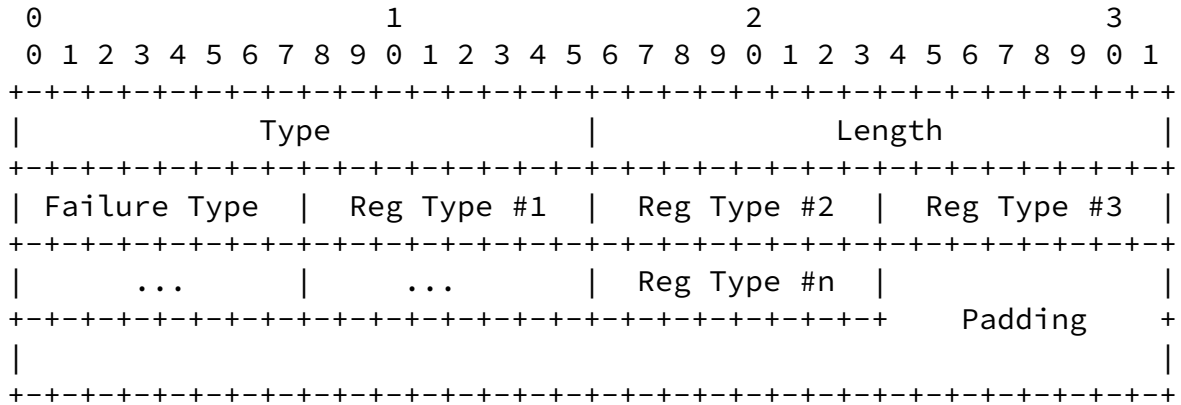 0                   1                   2                   3
 0 1 2 3 4 5 6 7 8 9 0 1 2 3 4 5 6 7 8 9 0 1 2 3 4 5 6 7 8 9 0 1
+-+-+-+-+-+-+-+-+-+-+-+-+-+-+-+-+-+-+-+-+-+-+-+-+-+-+-+-+-+-+-+-+
|             Type              |             Length            |
+-+-+-+-+-+-+-+-+-+-+-+-+-+-+-+-+-+-+-+-+-+-+-+-+-+-+-+-+-+-+-+-+
| Failure Type  |  Reg Type #1  |  Reg Type #2  |  Reg Type #3  |
+-+-+-+-+-+-+-+-+-+-+-+-+-+-+-+-+-+-+-+-+-+-+-+-+-+-+-+-+-+-+-+-+
|      ...      |     ...       |  Reg Type #n  |               |
+-+-+-+-+-+-+-+-+-+-+-+-+-+-+-+-+-+-+-+-+-+-+-+-+    Padding    +
|                                                               |
+-+-+-+-+-+-+-+-+-+-+-+-+-+-+-+-+-+-+-+-+-+-+-+-+-+-+-+-+-+-+-+-+